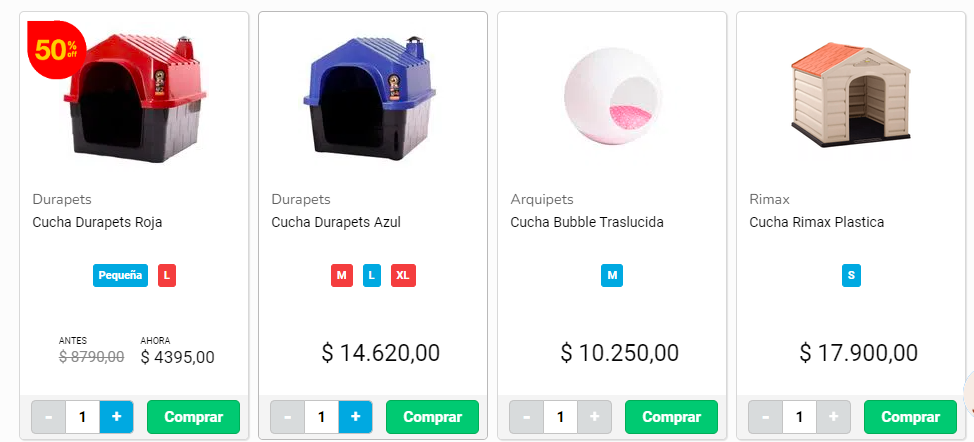 50% off
Durapets
Cucha Durapets Roja
Pequeña L
ANTES AHORA
$ 8790,00 $ 4395,00
- 1 + Comprar
Durapets
Cucha Durapets Azul
M L XL
$ 14.620,00
- 1 + Comprar
Arquipets
Cucha Bubble Traslucida
M
$ 10.250,00
- 1 + Comprar
Rimax
Cucha Rimax Plastica
S
$ 17.900,00
- 1 + Comprar